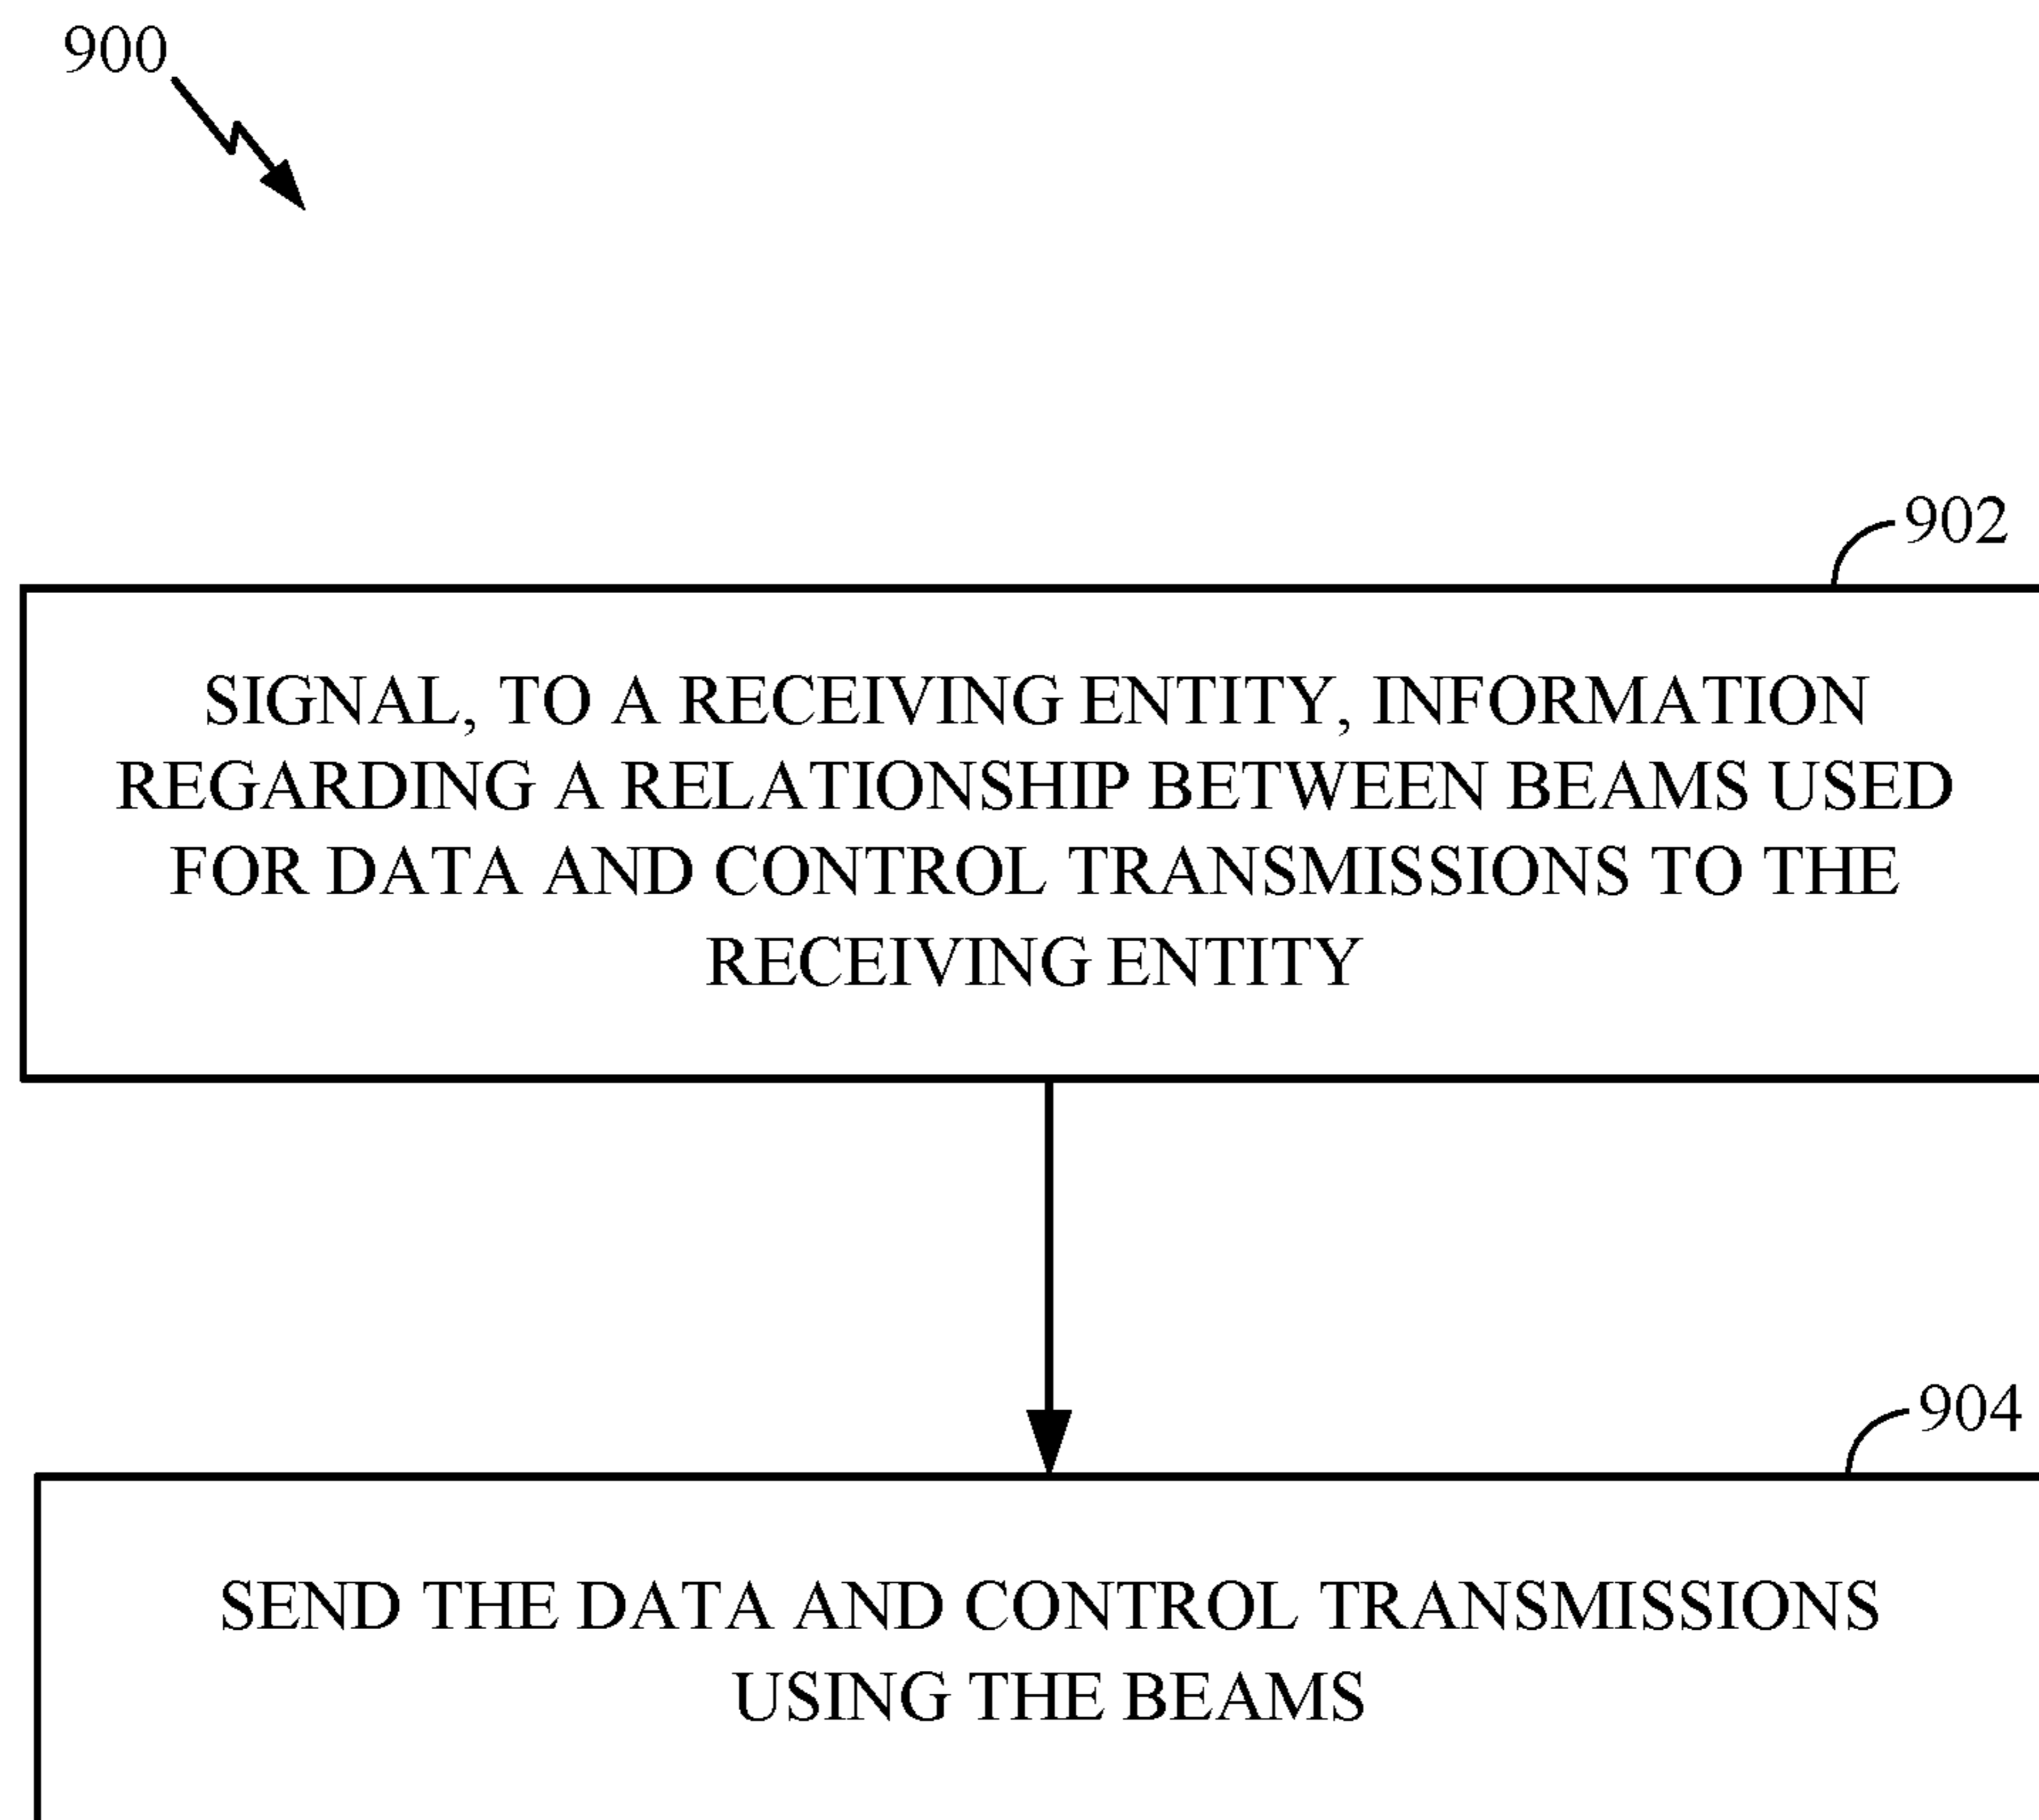 900
902
SIGNAL, TO A RECEIVING ENTITY, INFORMATION
REGARDING A RELATIONSHIP BETWEEN BEAMS USED
FOR DATA AND CONTROL TRANSMISSIONS TO THE
RECEIVING ENTITY
904
SEND THE DATA AND CONTROL TRANSMISSIONS
USING THE BEAMS